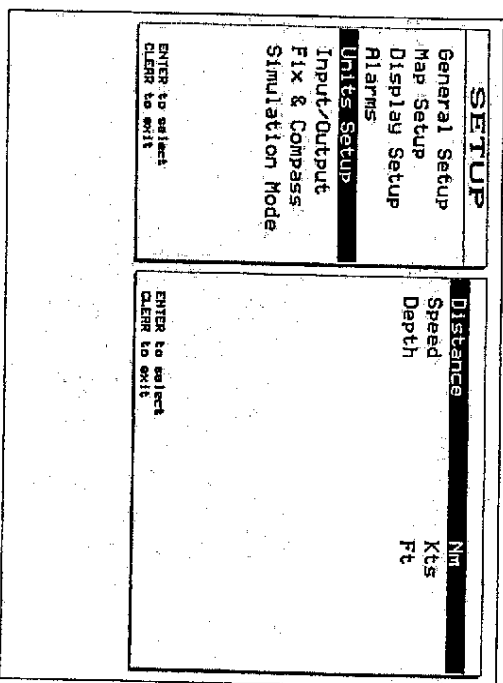 SETUP
General Setup
Map Setup
Display Setup
Alarms
Units Setup
Input/Output
Fix & Compass
Simulation Mode
ENTER to select
CLEAR to exit
Distance Nm
Speed Kts
Depth Ft
ENTER to select
CLEAR to exit